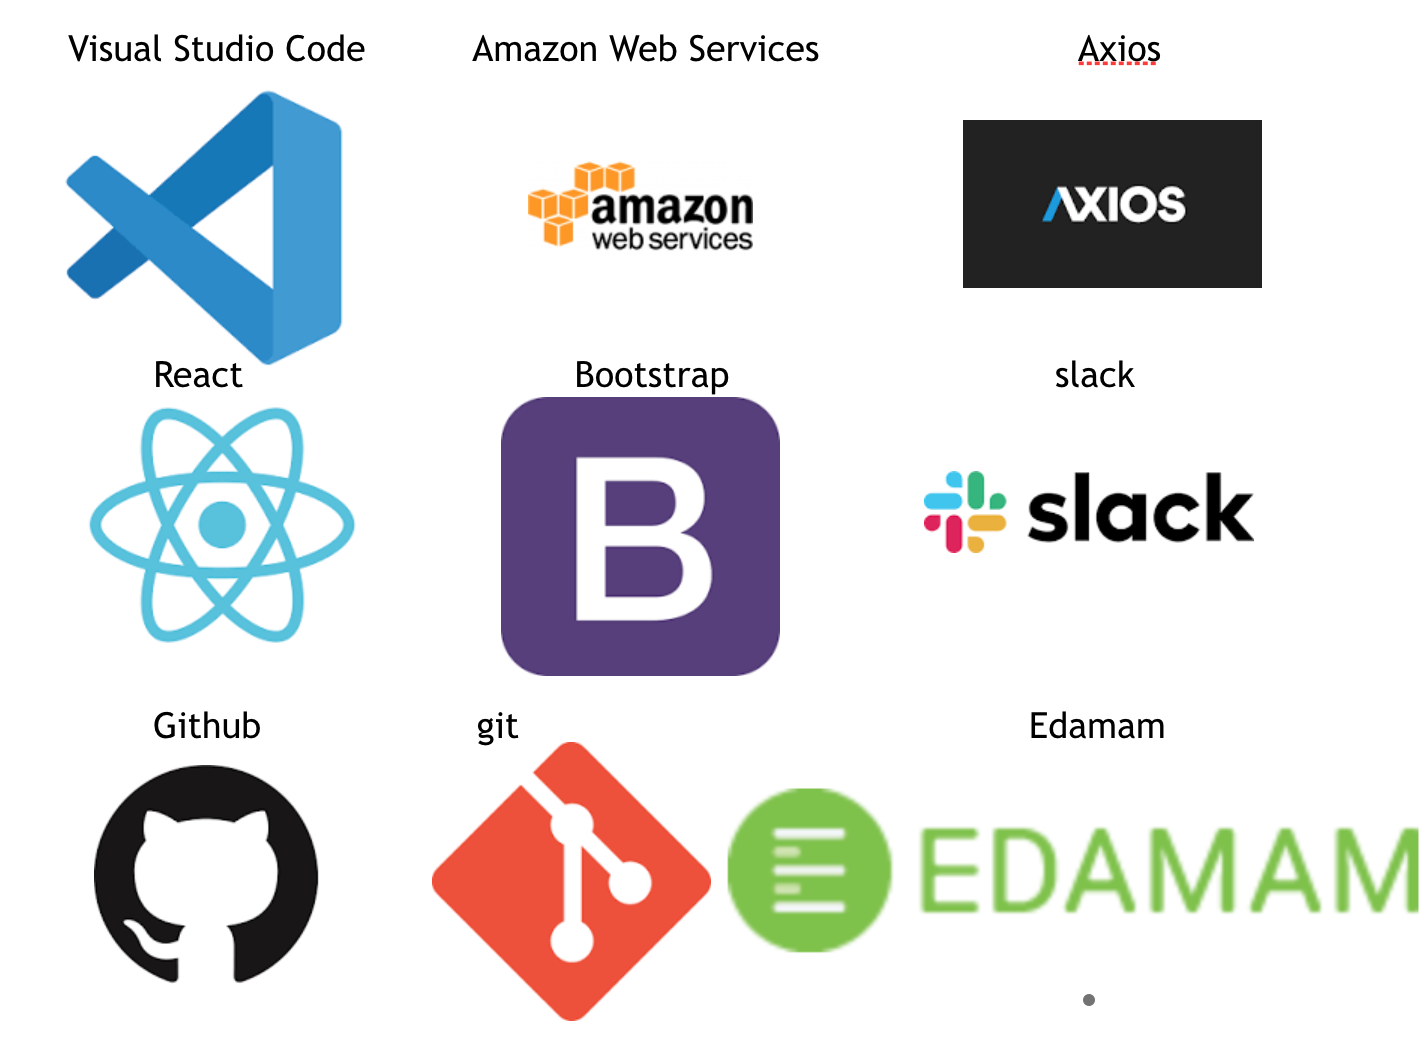 Visual Studio Code
Amazon Web Services
Axios
amazon
web services
AXIOS
React
Bootstrap
slack
B
slack
Github
git
Edamam
EDAMAM